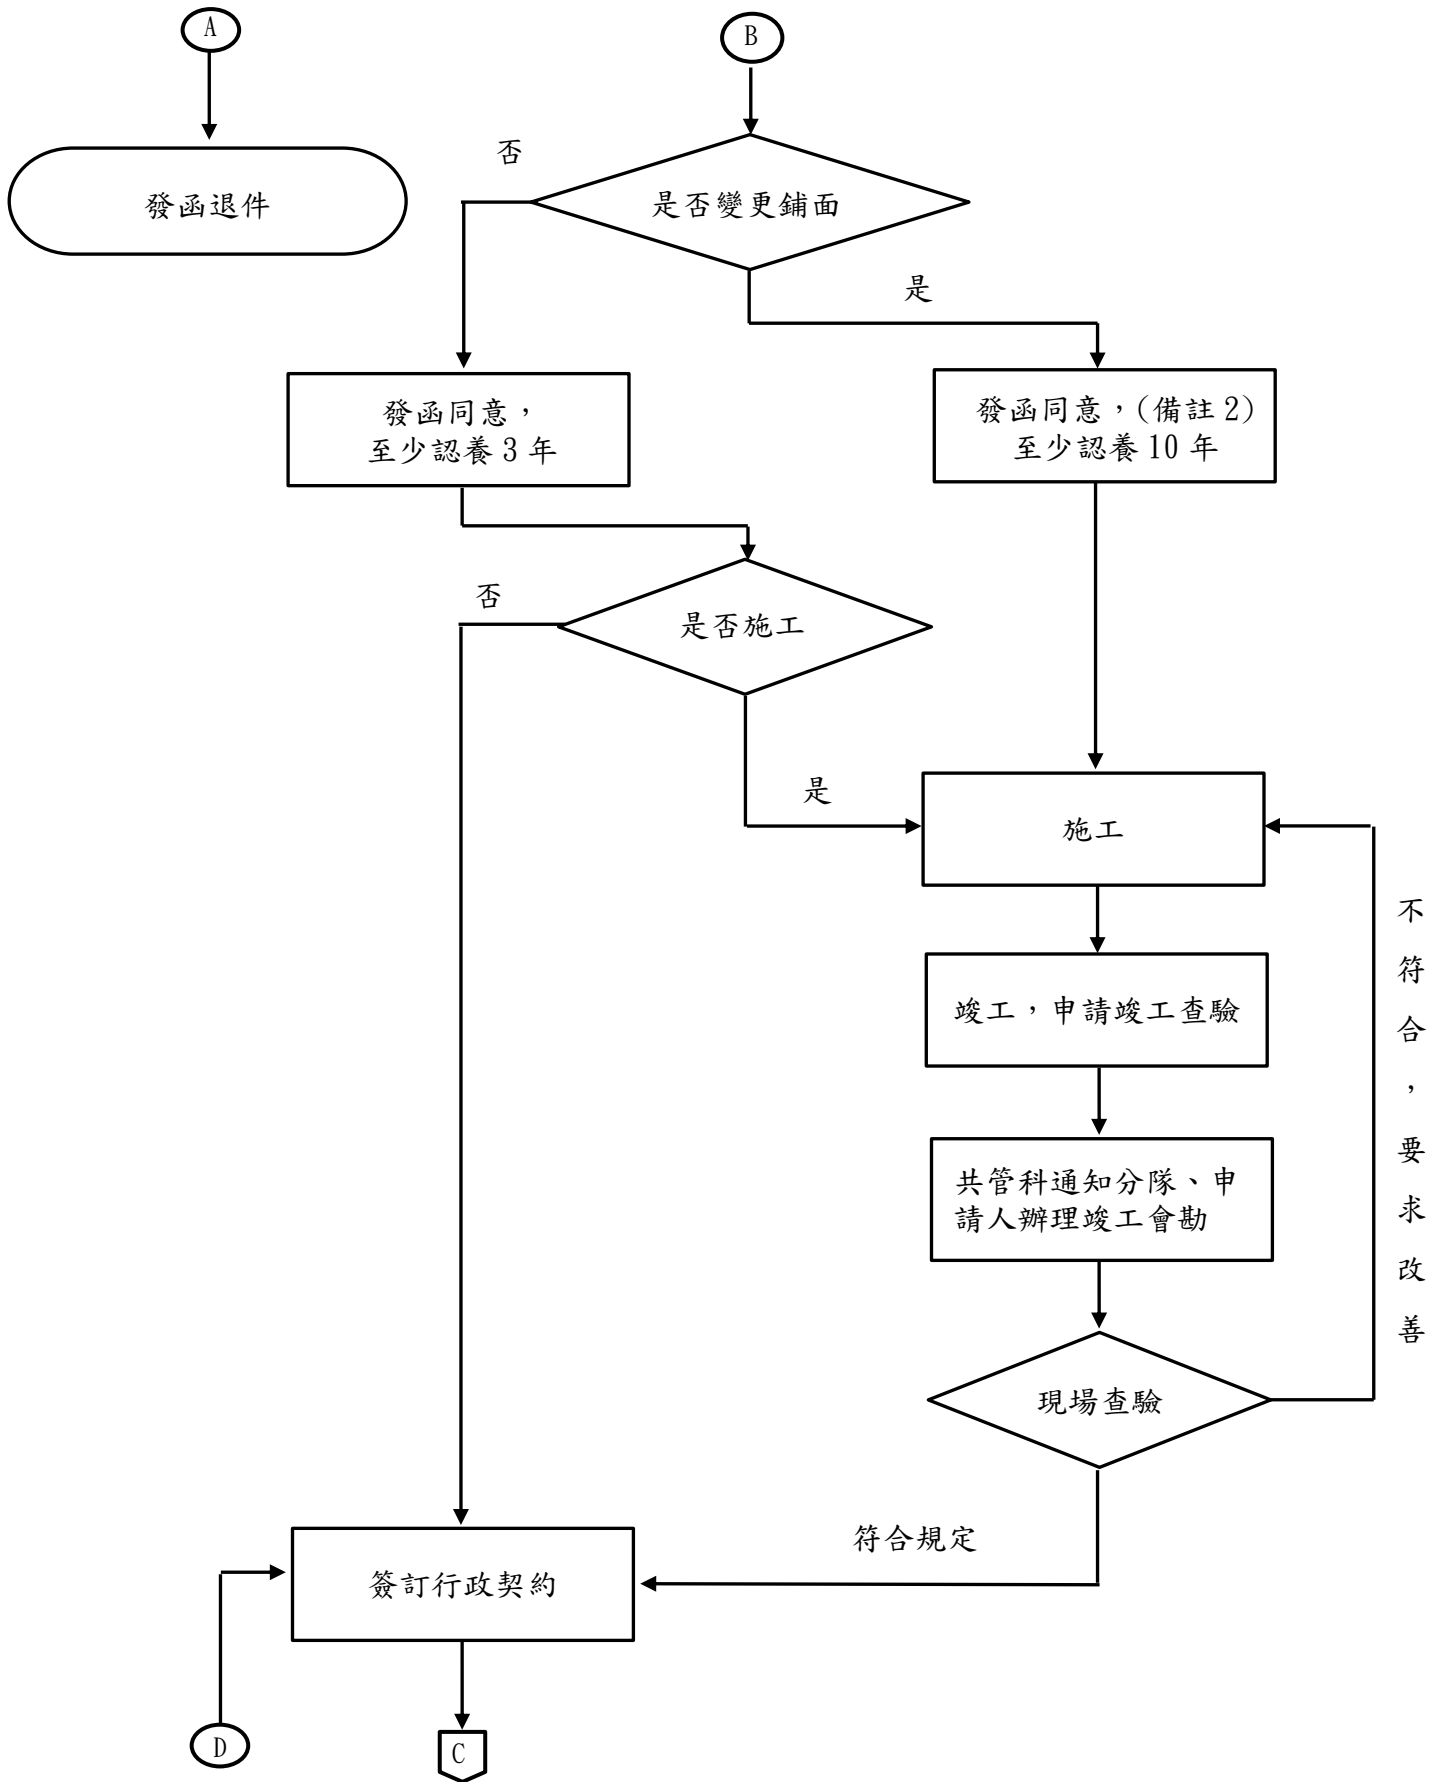 A
B
發函退件
否
是否變更鋪面
是
發函同意，
至少認養 3 年
發函同意，(備註 2)
至少認養 10 年
否
是否施工
是
施工
不符合，要求改善
竣工，申請竣工查驗
共管科通知分隊、申
請人辦理竣工會勘
現場查驗
符合規定
簽訂行政契約
D
C